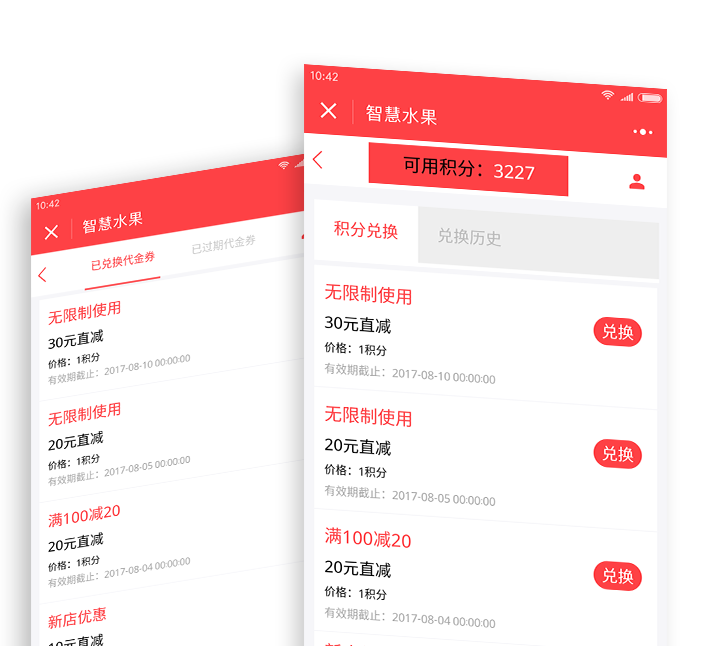 10:42
智慧水果
已兑换代金券
已过期代金券
无限制使用
30元直减
价格：1积分
有效期截止：2017-08-10 00:00:00
无限制使用
20元直减
价格：1积分
有效期截止：2017-08-05 00:00:00
满100减20
20元直减
价格：1积分
有效期截止：2017-08-04 00:00:00
新店优惠
10元直减
10:42
智慧水果
可用积分：3227
积分兑换
兑换历史
无限制使用
30元直减
兑换
价格：1积分
有效期截止：2017-08-10 00:00:00
无限制使用
20元直减
兑换
价格：1积分
有效期截止：2017-08-05 00:00:00
满100减20
20元直减
兑换
价格：1积分
有效期截止：2017-08-04 00:00:00